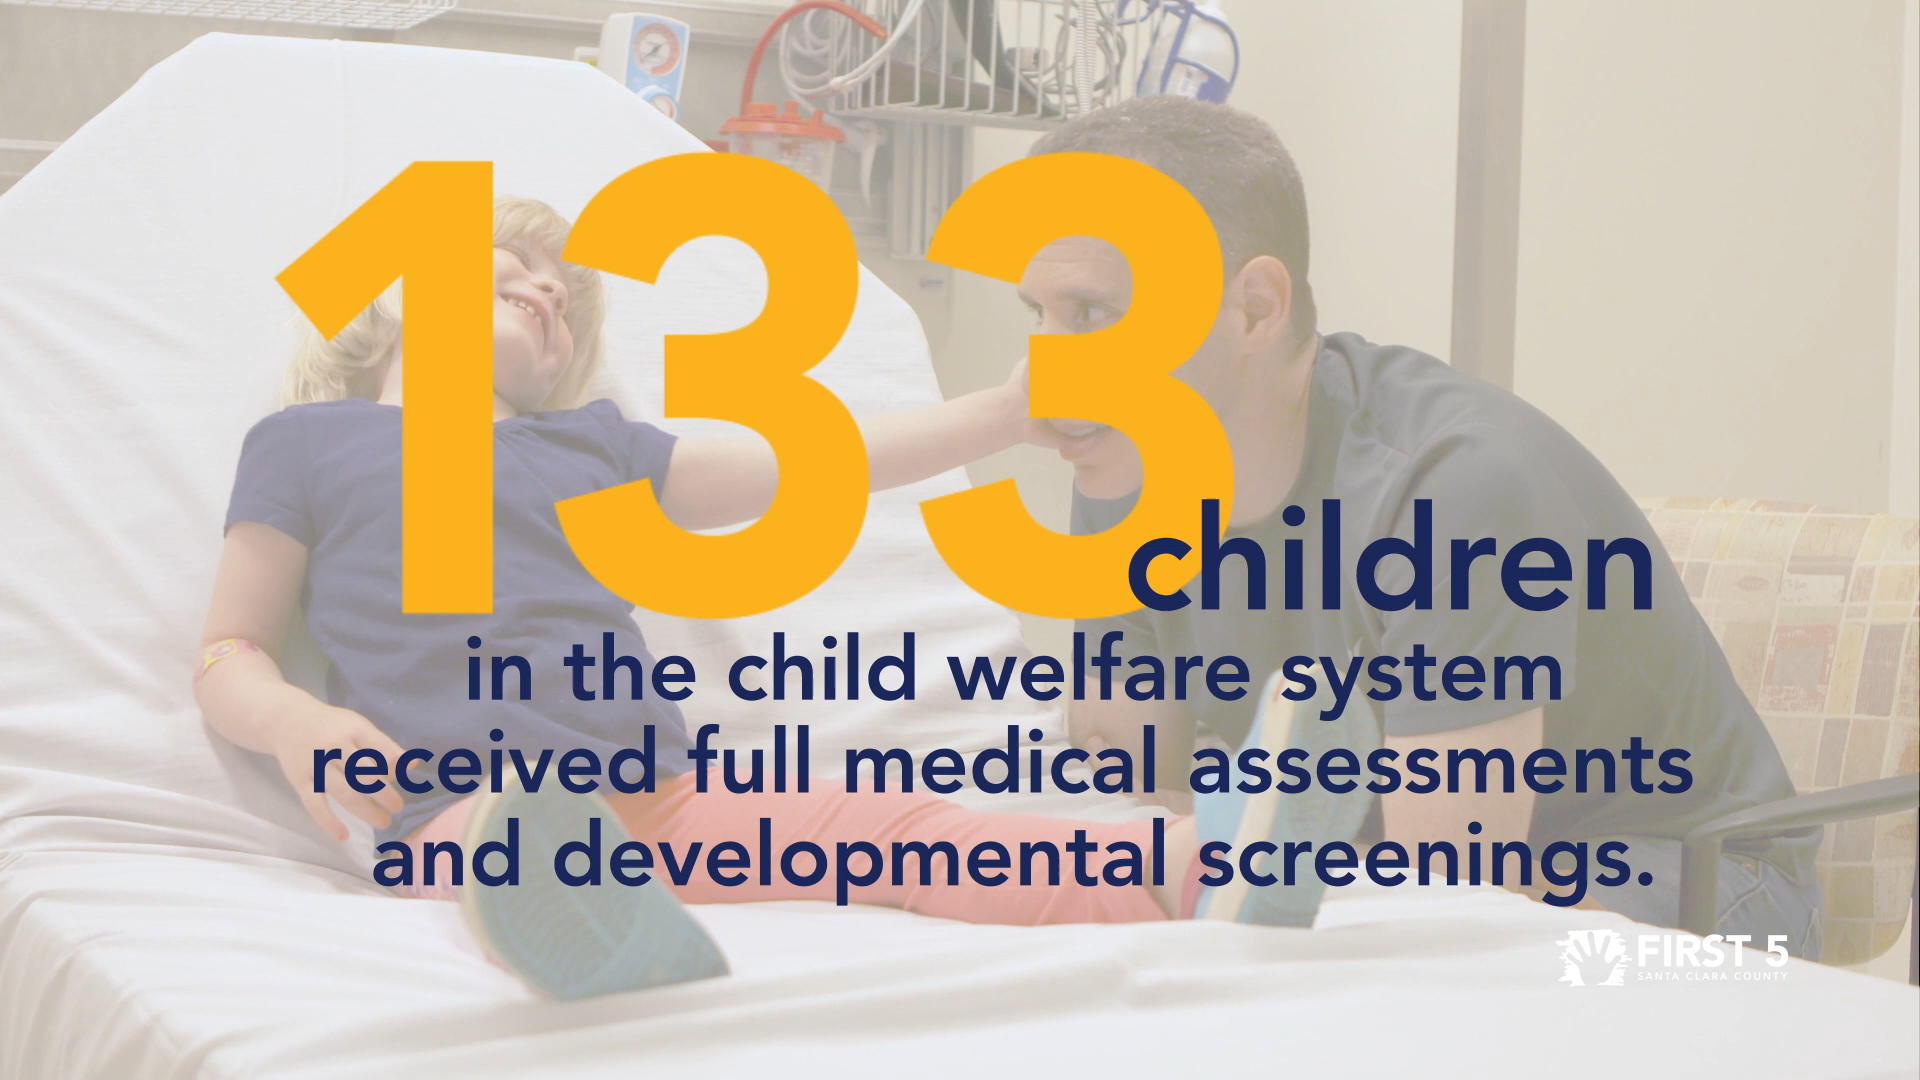 133
children
in the child welfare system
received full medical assessments
and developmental screenings.
FIRST 5
SANTA CLARA COUNTY